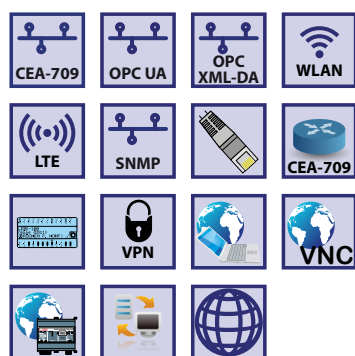 CEA-709
OPC UA
OPC
XML-DA
WLAN
LTE
SNMP
CEA-709
VPN
VNC